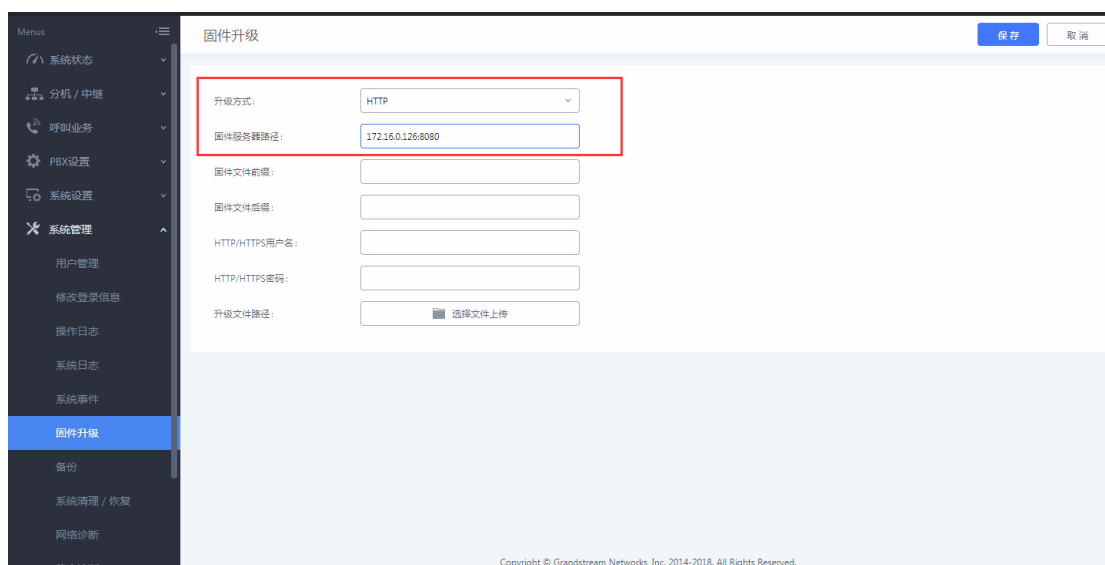 Menus
固件升级
保存
取消
系统状态
分机 / 中继
呼叫业务
PBX设置
系统设置
系统管理
用户管理
修改登录信息
操作日志
系统日志
系统事件
固件升级
备份
系统清理 / 恢复
网络诊断
升级方式:
HTTP
固件服务器路径:
172.16.0.126:8080
固件文件前缀:
固件文件后缀:
HTTP/HTTPS用户名:
HTTP/HTTPS密码:
升级文件路径:
选择文件上传
Copyright © Grandstream Networks, Inc. 2014-2018. All Rights Reserved.